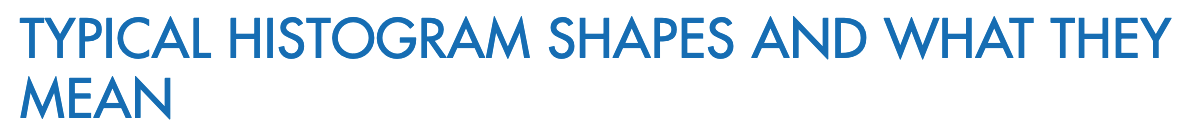 TYPICAL HISTOGRAM SHAPES AND WHAT THEY
MEAN